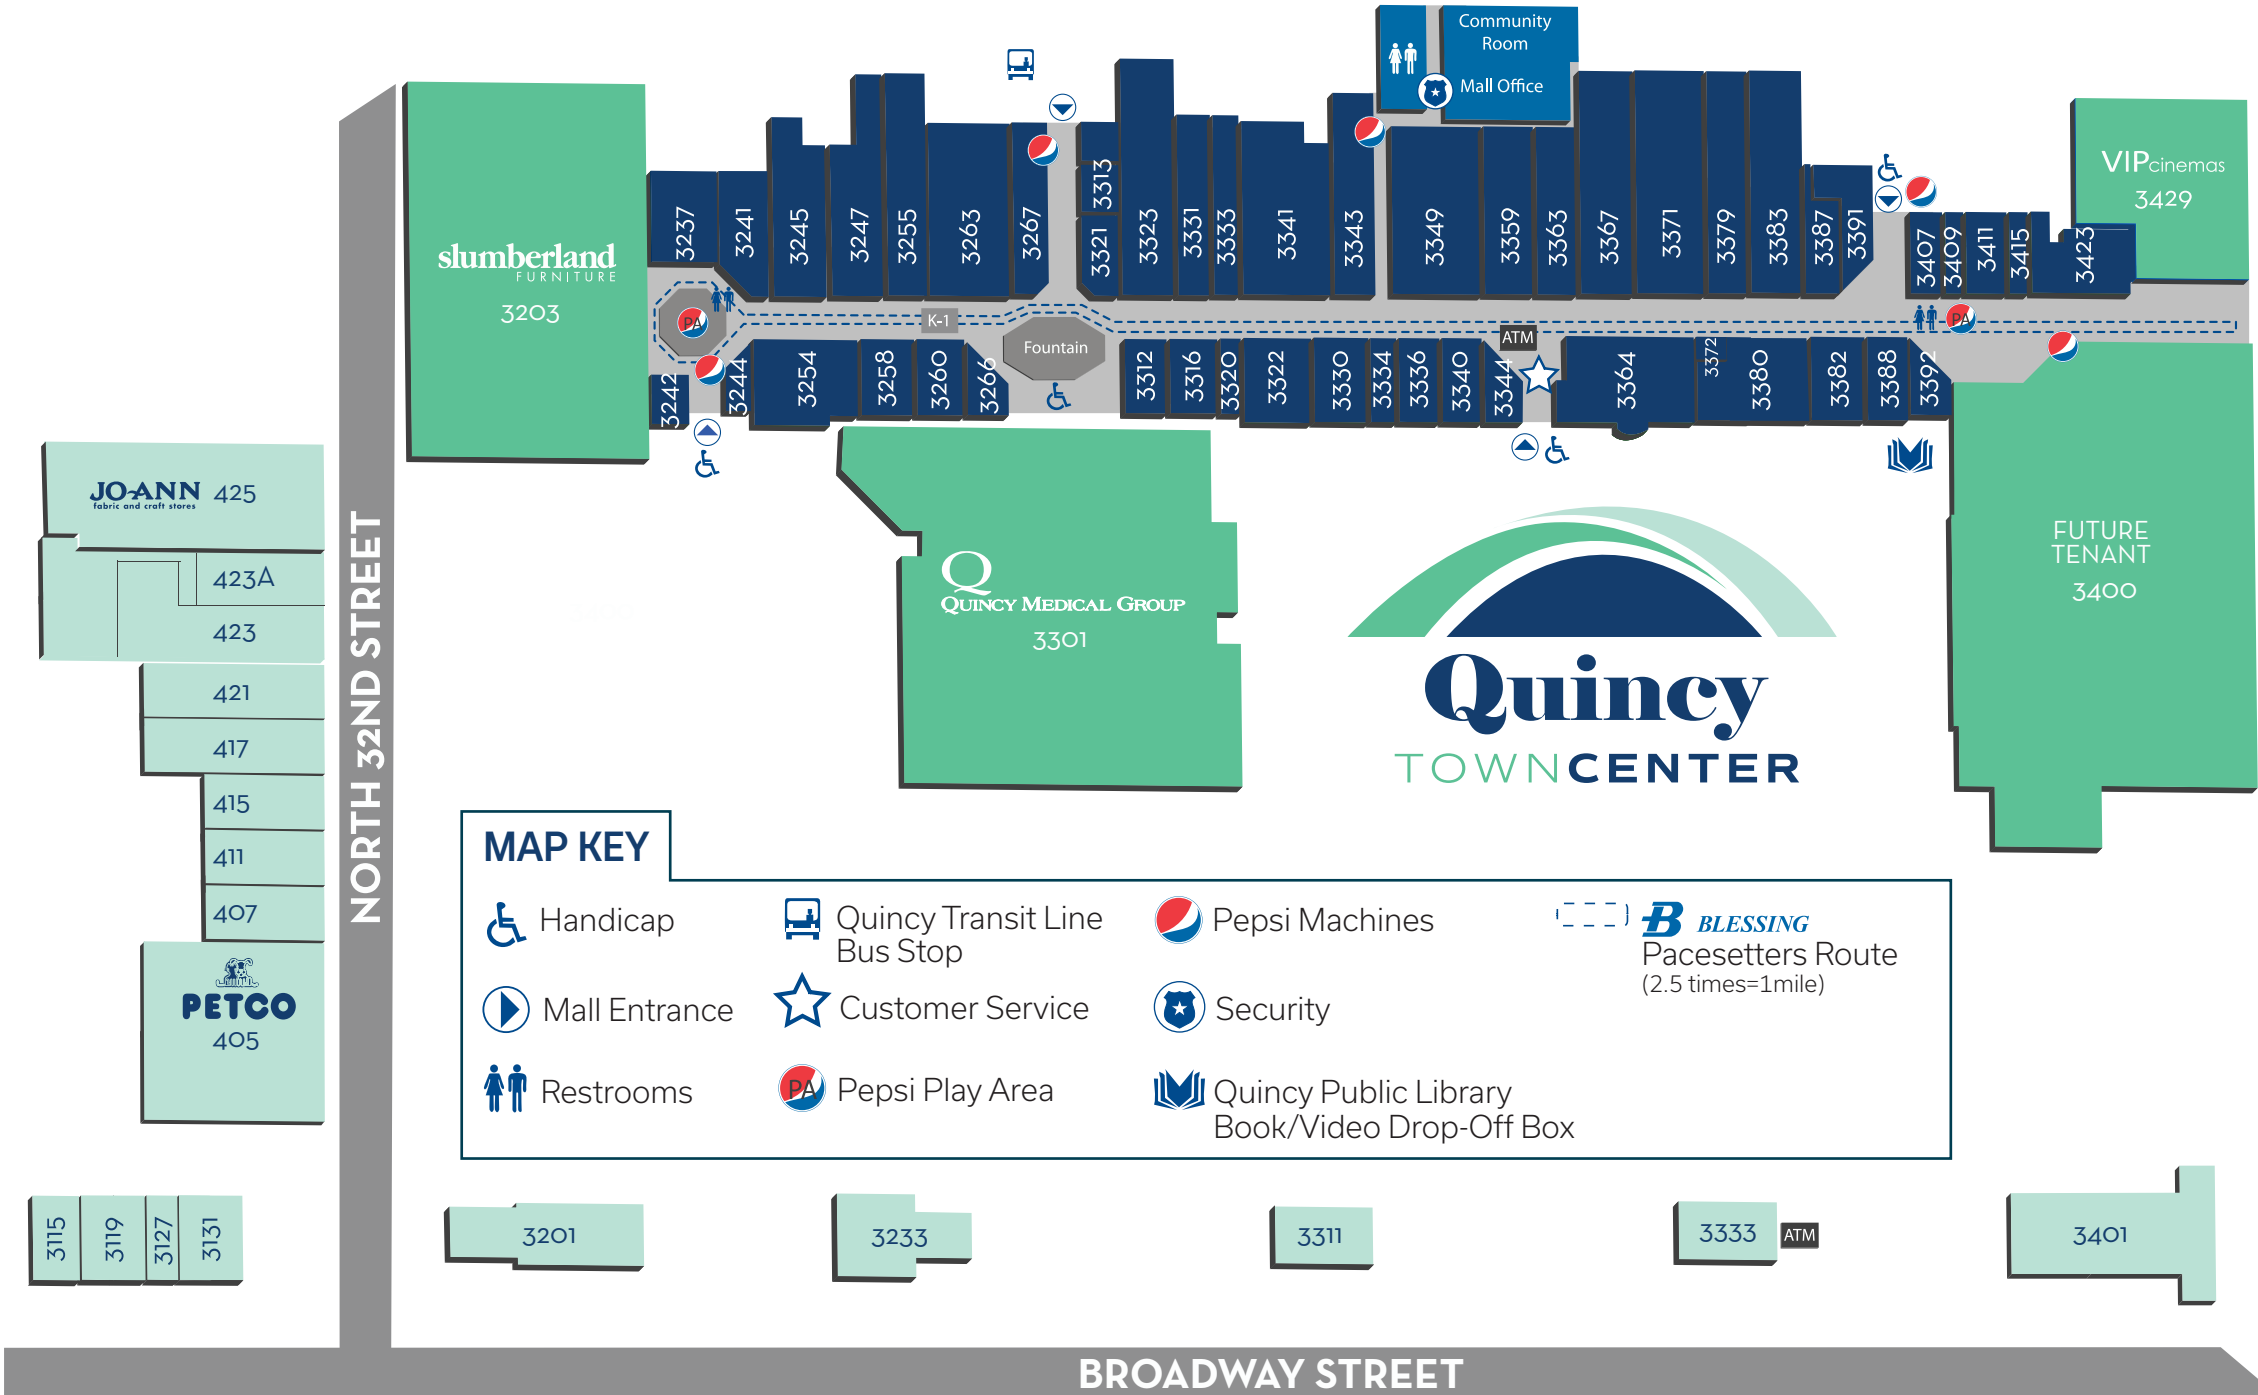 Community
Room
Mall Office
slumberland
FURNITURE
3203
3237
3241
3245
3247
3255
3263
3267
3313
3321
3323
3331
3333
3341
3343
3349
3359
3363
3367
3371
3379
3383
3387
3391
3407
3409
3411
3415
3423
VIPcinemas
3429
PA
K-1
Fountain
ATM
PA
3242
3244
3254
3258
3260
3266
3312
3316
3320
3322
3330
3334
3336
3340
3344
3364
3372
3380
3382
3388
3392
JO-ANN
fabric and craft stores
425
423A
423
421
417
415
411
407
PETCO
405
NORTH 32ND STREET
Q
QUINCY MEDICAL GROUP
3301
Quincy
TOWNCENTER
FUTURE
TENANT
3400
MAP KEY
Handicap
Mall Entrance
Restrooms
Quincy Transit Line
Bus Stop
Customer Service
PA
Pepsi Play Area
Pepsi Machines
Security
Quincy Public Library
Book/Video Drop-Off Box
B BLESSING
Pacesetters Route
(2.5 times=1mile)
3115
3119
3127
3131
3201
3233
3311
3333
ATM
3401
BROADWAY STREET